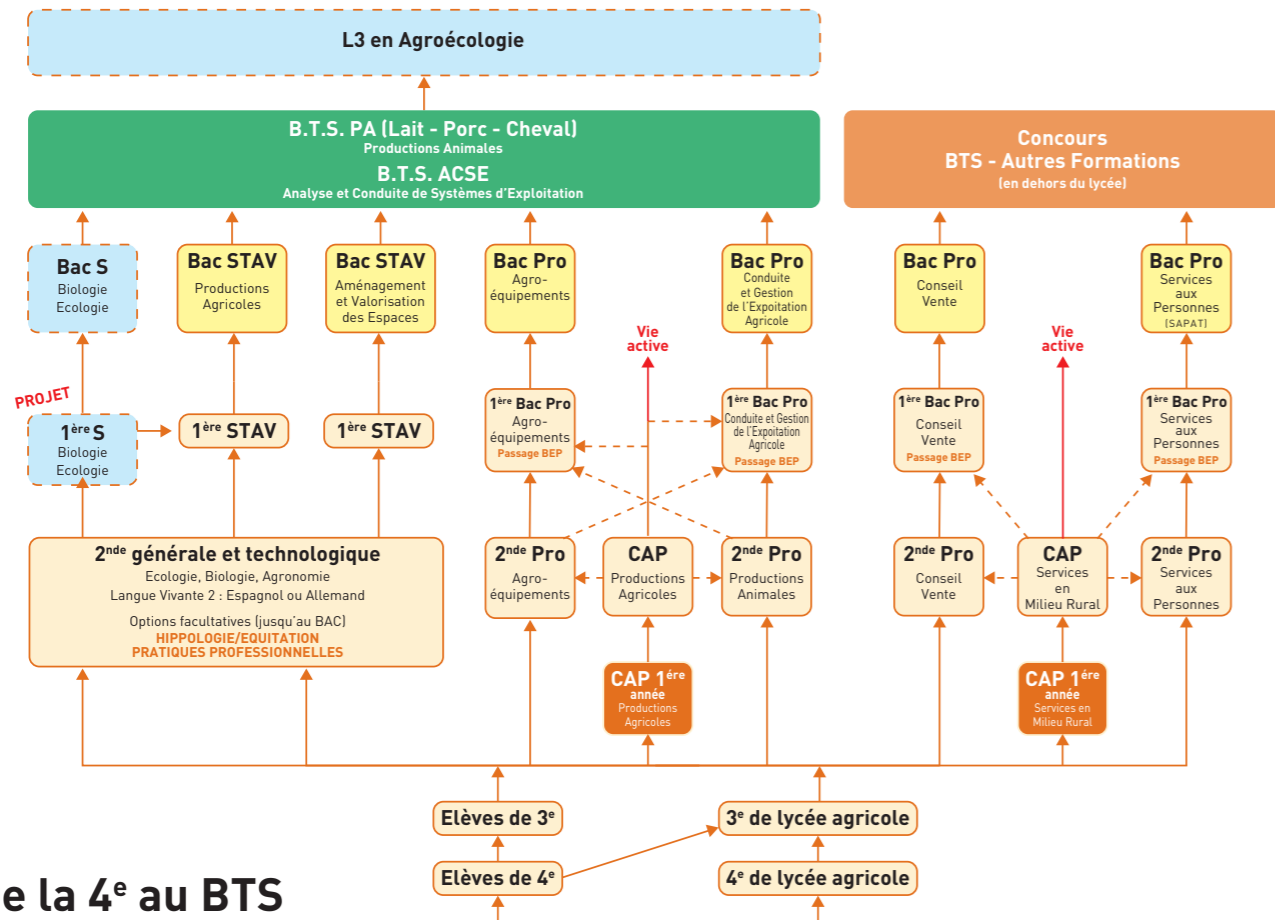 L3 en Agroécologie
B.T.S. PA (Lait - Porc - Cheval)
Productions Animales
B.T.S. ACSE
Analyse et Conduite de Systèmes d'Exploitation
Concours
BTS - Autres Formations
(en dehors du lycée)
Bac S
Biologie
Ecologie
Bac STAV
Productions
Agricoles
Bac STAV
Aménagement
et Valorisation
des Espaces
Bac Pro
Agro-
équipements
Bac Pro
Conduite
et Gestion
de l'Expoitation
Agricole
Bac Pro
Conseil
Vente
Bac Pro
Services
aux
Personnes
(SAPAT)
Vie
active
Vie
active
PROJET
1ère S
Biologie
Ecologie
1ère STAV
1ère STAV
1ère Bac Pro
Agro-
équipements
Passage BEP
1ère Bac Pro
Conduite et Gestion
de l'Expoitation
Agricole
Passage BEP
1ère Bac Pro
Conseil
Vente
Passage BEP
1ère Bac Pro
Services
aux
Personnes
Passage BEP
2nde générale et technologique
Ecologie, Biologie, Agronomie
Langue Vivante 2 : Espagnol ou Allemand
Options facultatives (jusqu'au BAC)
HIPPOLOGIE/EQUITATION
PRATIQUES PROFESSIONNELLES
2nde Pro
Agro-
équipements
CAP
Productions
Agricoles
2nde Pro
Productions
Animales
2nde Pro
Conseil
Vente
CAP
Services
en
Milieu Rural
2nde Pro
Services
aux
Personnes
CAP 1ére
année
Productions
Agricoles
CAP 1ére
année
Services en
Milieu Rural
Elèves de 3e
3e de lycée agricole
Elèves de 4e
4e de lycée agricole
e la 4e au BTS